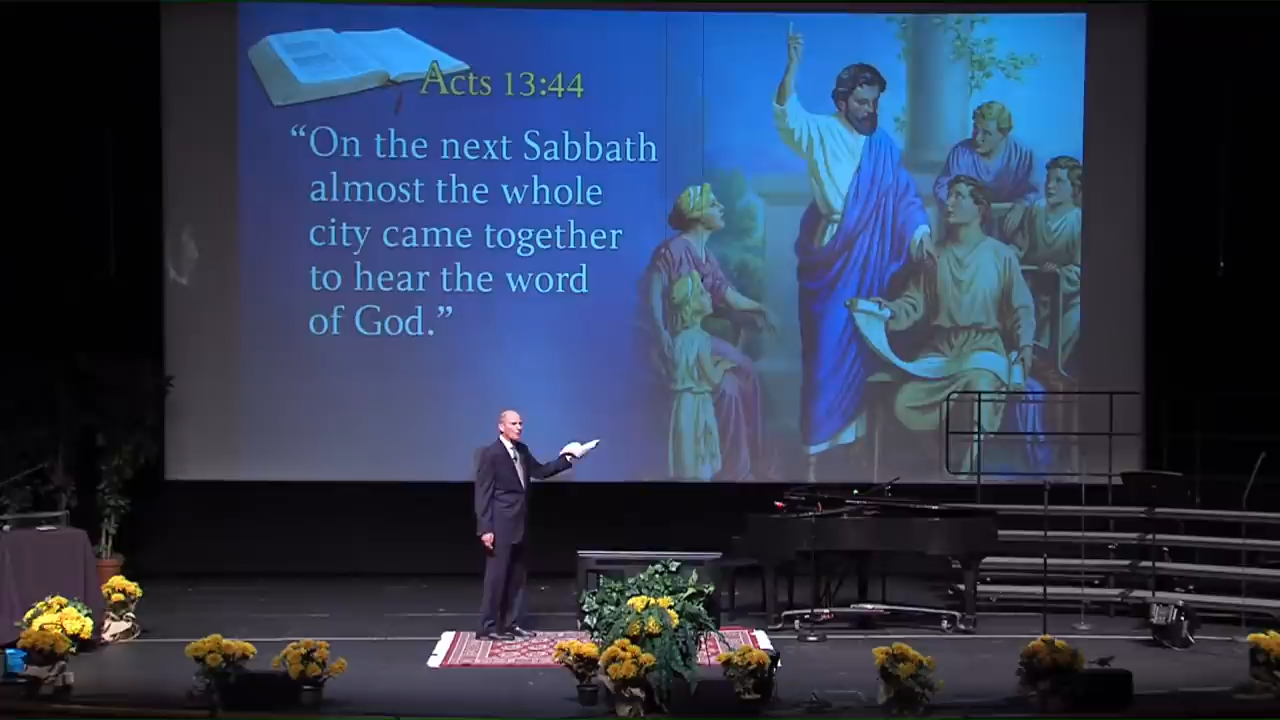 Acts 13:44
“On the next Sabbath
almost the whole
city came together
to hear the word
of God.”